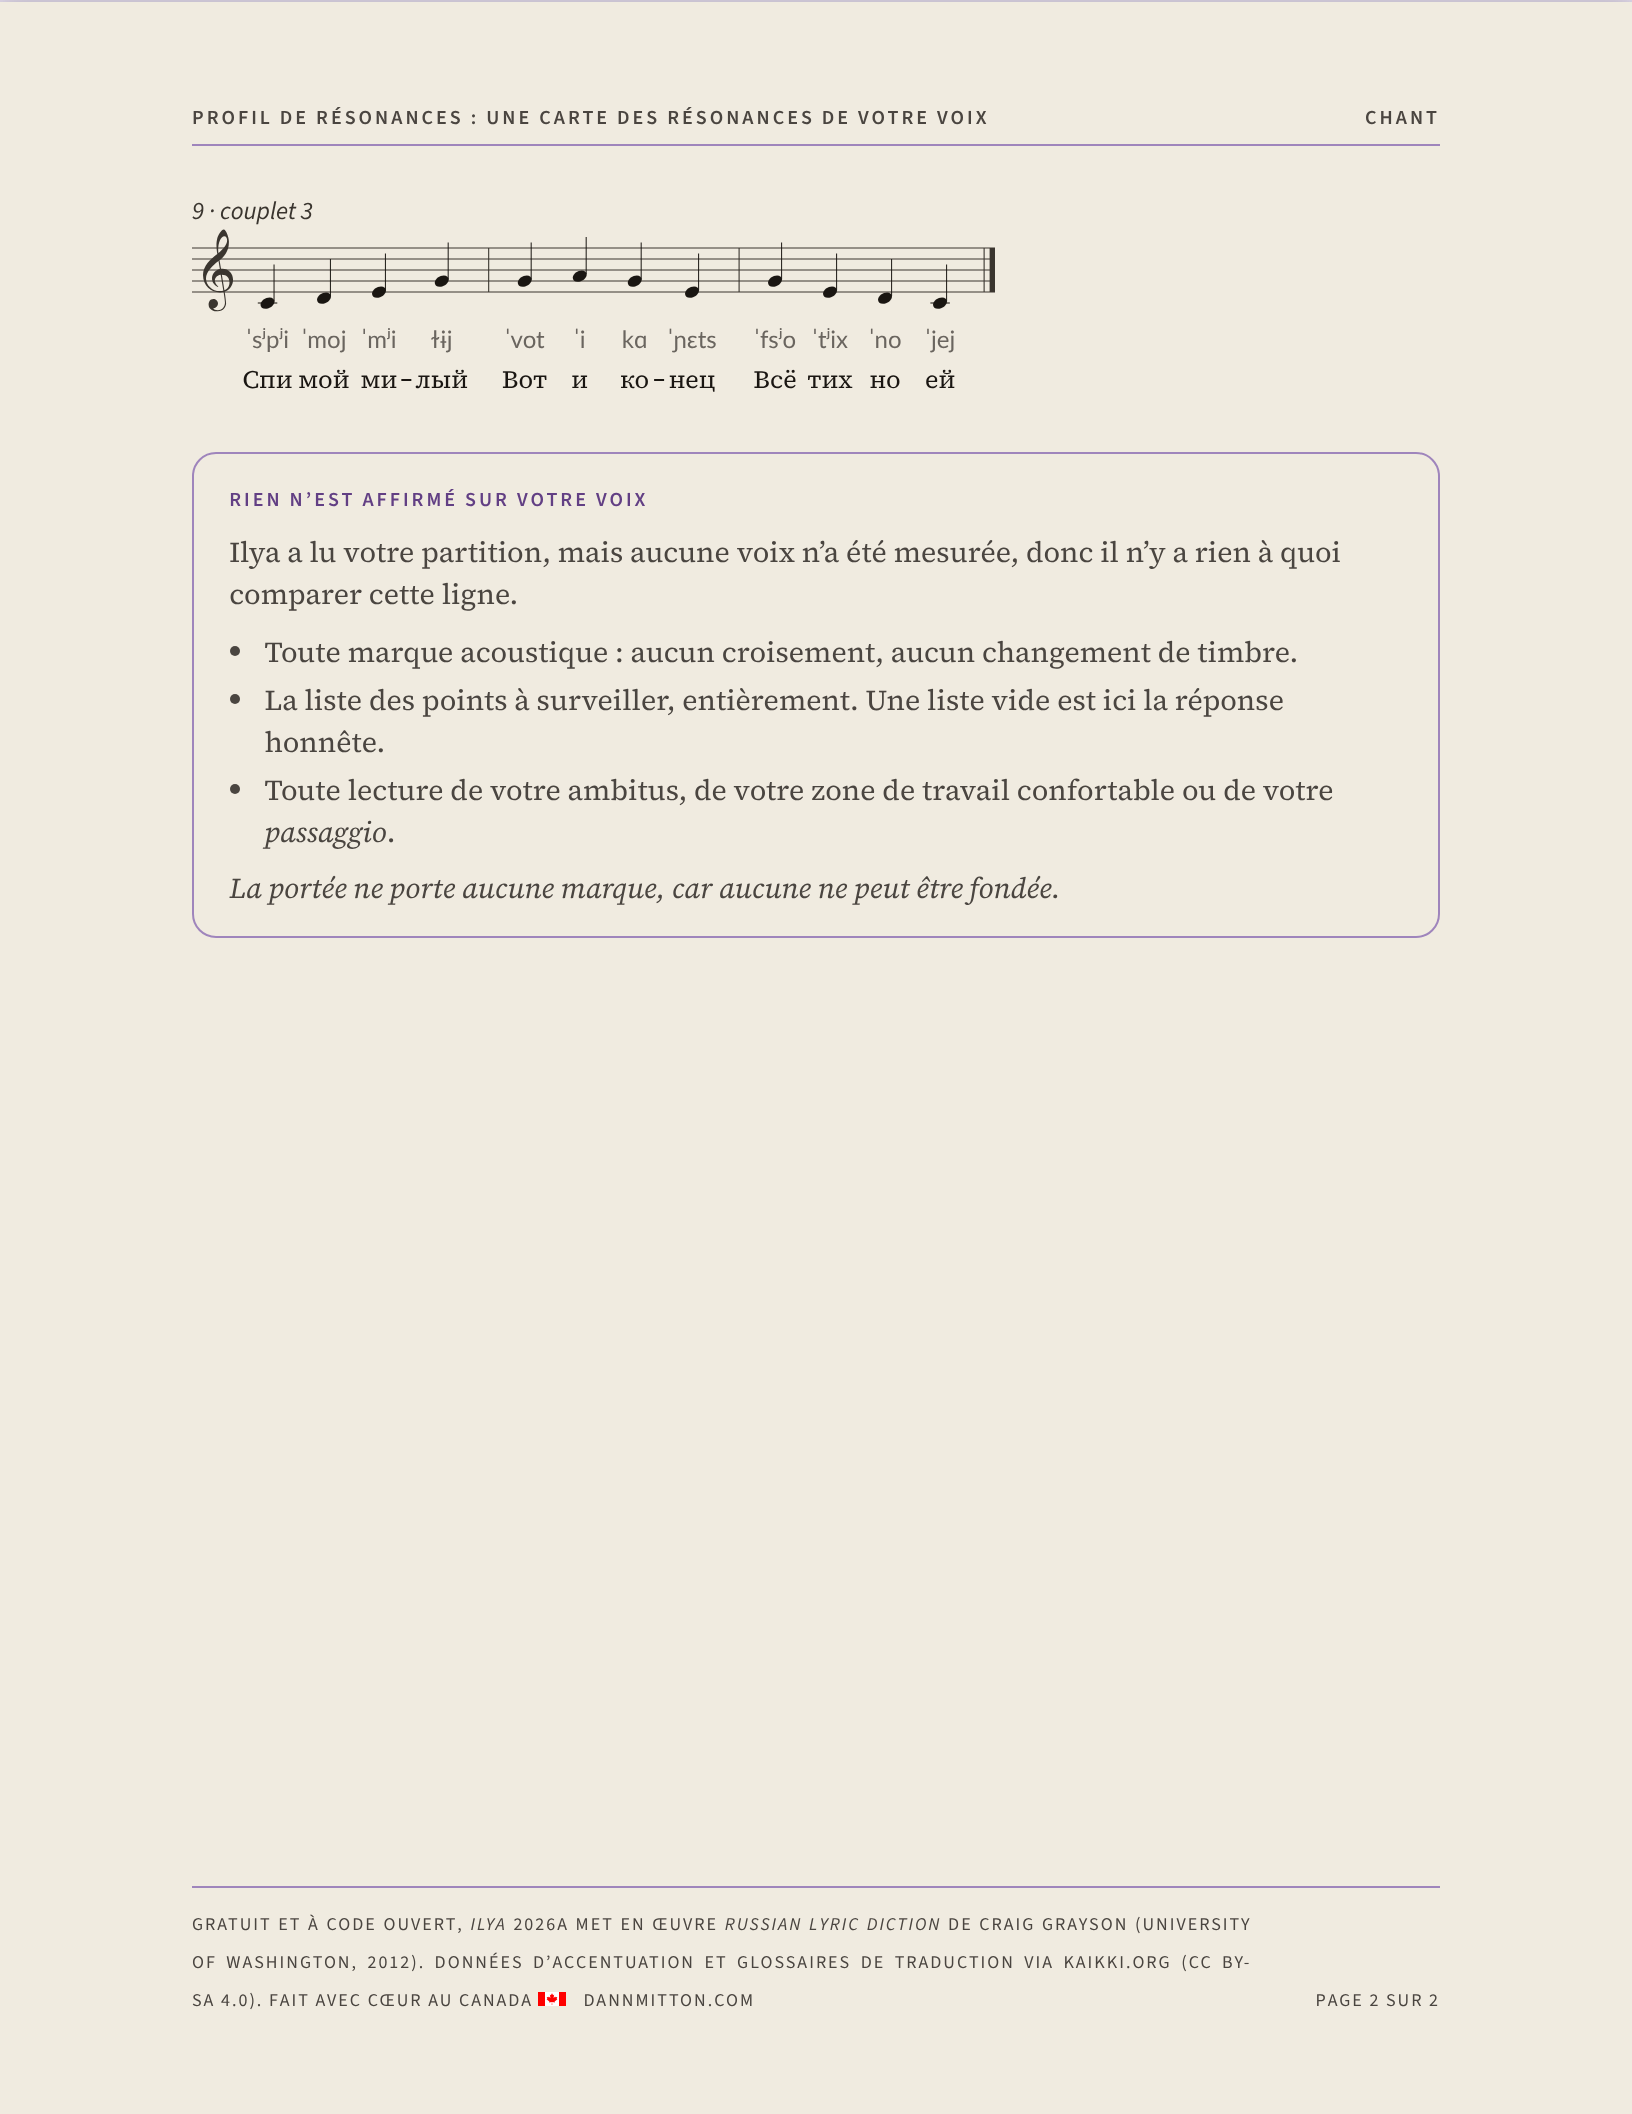 PROFIL DE RÉSONANCES : UNE CARTE DES RÉSONANCES DE VOTRE VOIX CHANT
9 · couplet 3
ˈsʲpʲi ˈmoj ˈmʲi ɫɨj ˈvot ˈi kɑ ˈɲɛts ˈfsʲo ˈtʲix ˈno ˈjej
Спи мой ми-лый Вот и ко-нец Всё тих но ей
RIEN N’EST AFFIRMÉ SUR VOTRE VOIX
Ilya a lu votre partition, mais aucune voix n’a été mesurée, donc il n’y a rien à quoi
comparer cette ligne.
• Toute marque acoustique : aucun croisement, aucun changement de timbre.
• La liste des points à surveiller, entièrement. Une liste vide est ici la réponse
honnête.
• Toute lecture de votre ambitus, de votre zone de travail confortable ou de votre
passaggio.
La portée ne porte aucune marque, car aucune ne peut être fondée.
GRATUIT ET À CODE OUVERT, ILYA 2026A MET EN ŒUVRE RUSSIAN LYRIC DICTION DE CRAIG GRAYSON (UNIVERSITY
OF WASHINGTON, 2012). DONNÉES D’ACCENTUATION ET GLOSSAIRES DE TRADUCTION VIA KAIKKI.ORG (CC BY-
SA 4.0). FAIT AVEC CŒUR AU CANADA 🇨🇦 DANNMITTON.COM PAGE 2 SUR 2